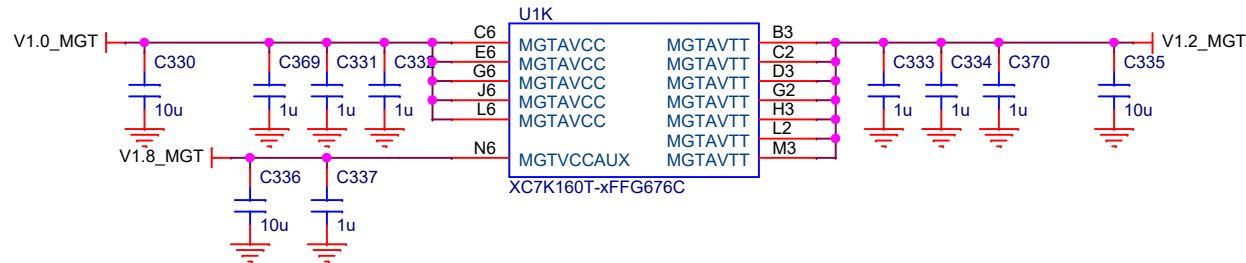 U1K
V1.0_MGT
C6
MGTAVCC
MGTAVTT
B3
V1.2_MGT
E6
MGTAVCC
MGTAVTT
C2
C330
C369
C331
C332
G6
MGTAVCC
MGTAVTT
D3
C333
C334
C370
C335
J6
MGTAVCC
MGTAVTT
G2
10u
1u
1u
1u
L6
MGTAVCC
MGTAVTT
H3
1u
1u
1u
10u
MGTAVTT
L2
V1.8_MGT
N6
MGTVCCAUX
MGTAVTT
M3
C336
C337
XC7K160T-xFFG676C
10u
1u